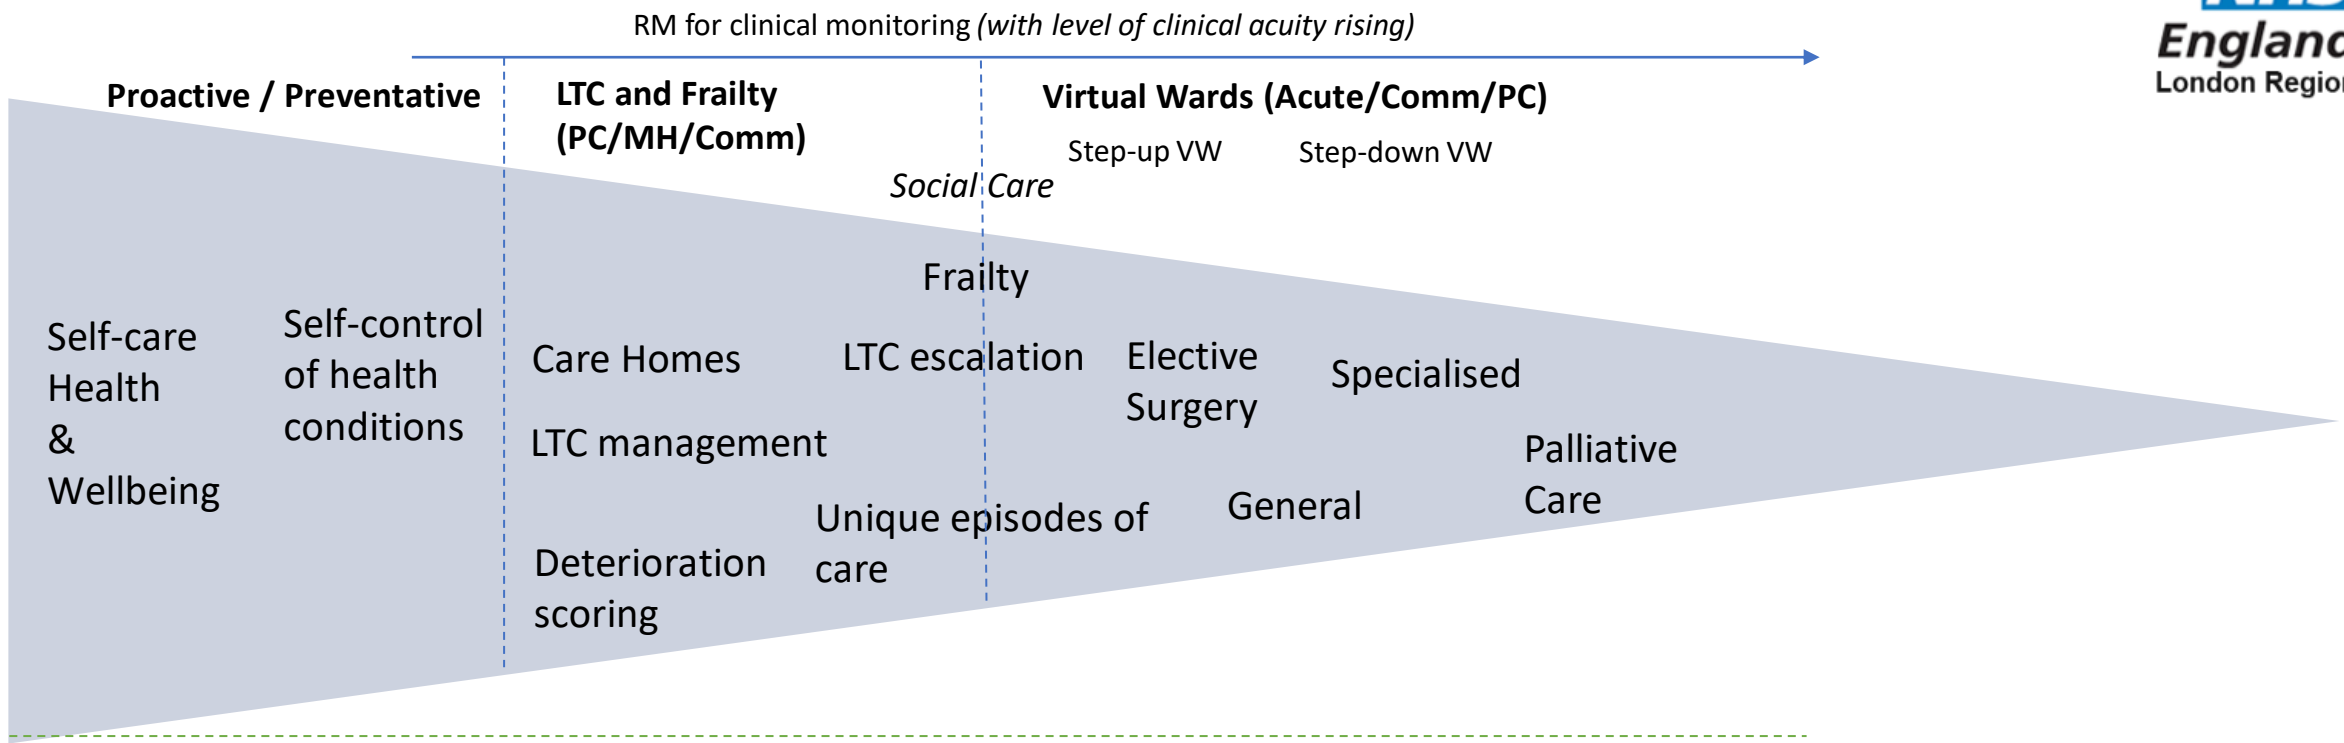 RM for clinical monitoring (with level of clinical acuity rising)
NHS
England
London Region
Proactive / Preventative
LTC and Frailty
(PC/MH/Comm)
Virtual Wards (Acute/Comm/PC)
Step-up VW
Step-down VW
Social Care
Frailty
Self-care
Health
&
Wellbeing
Self-control
of health
conditions
Care Homes
LTC management
Deterioration
scoring
LTC escalation
Unique episodes of
care
Elective
Surgery
General
Specialised
Palliative
Care